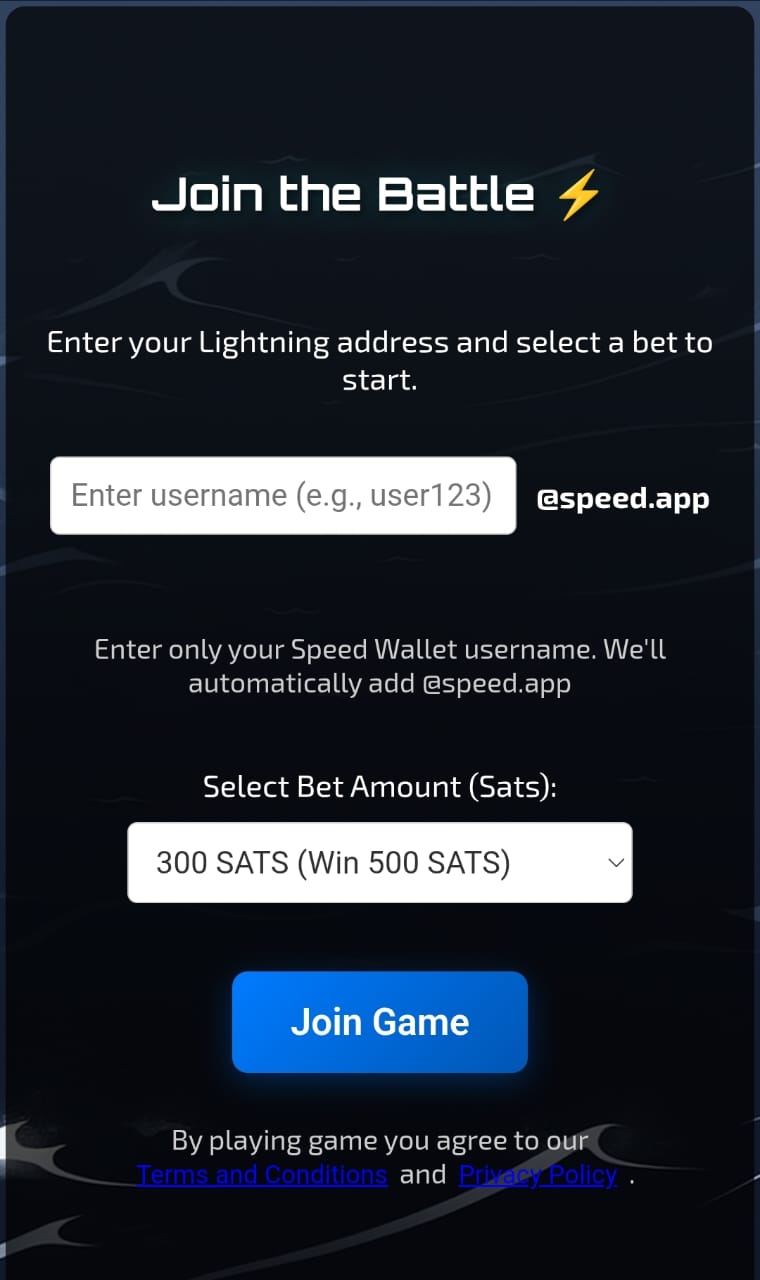 Join the Battle ⚡
Enter your Lightning address and select a bet to
start.
Enter username (e.g., user123) @speed.app
Enter only your Speed Wallet username. We'll
automatically add @speed.app
Select Bet Amount (Sats):
300 SATS (Win 500 SATS)
Join Game
By playing game you agree to our
Terms and Conditions and Privacy Policy .